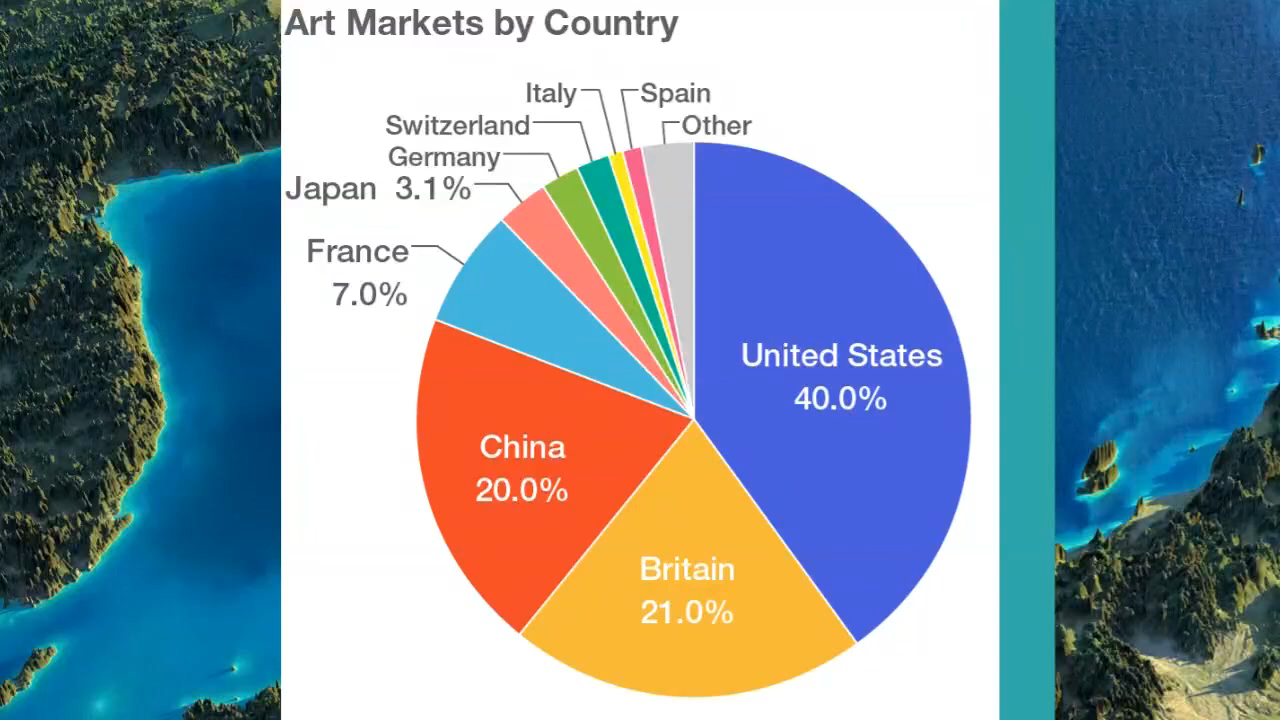 Art Markets by Country
Italy
Spain
Switzerland
Other
Germany
Japan 3.1%
France
7.0%
United States
40.0%
China
20.0%
Britain
21.0%